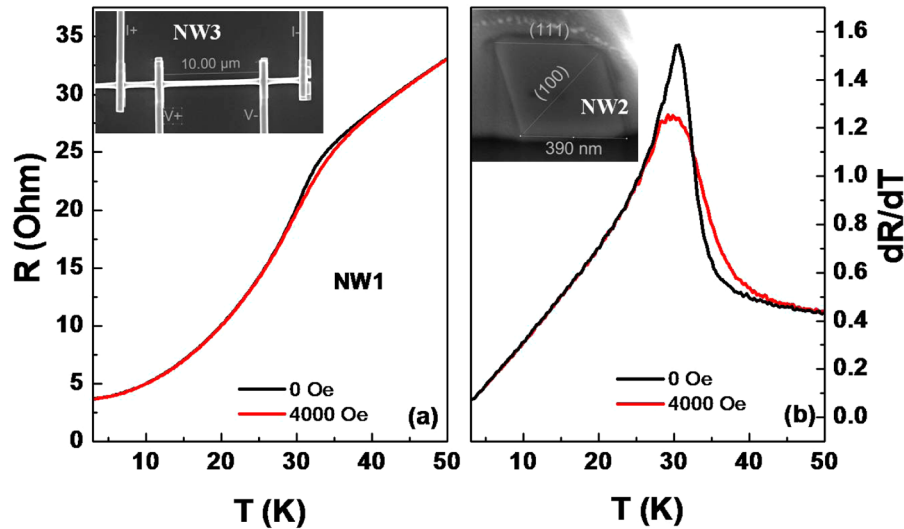 NW3
I+
I-
10.00 µm
V+
V-
R (Ohm)
35
30
25
20
15
10
5
0
NW1
0 Oe
4000 Oe
(a)
10
20
30
40
50
T (K)
(111)
(100)
NW2
390 nm
1.6
1.4
1.2
1.0
0.8
0.6
0.4
0.2
0.0
dR/dT
0 Oe
4000 Oe
(b)
10
20
30
40
50
T (K)